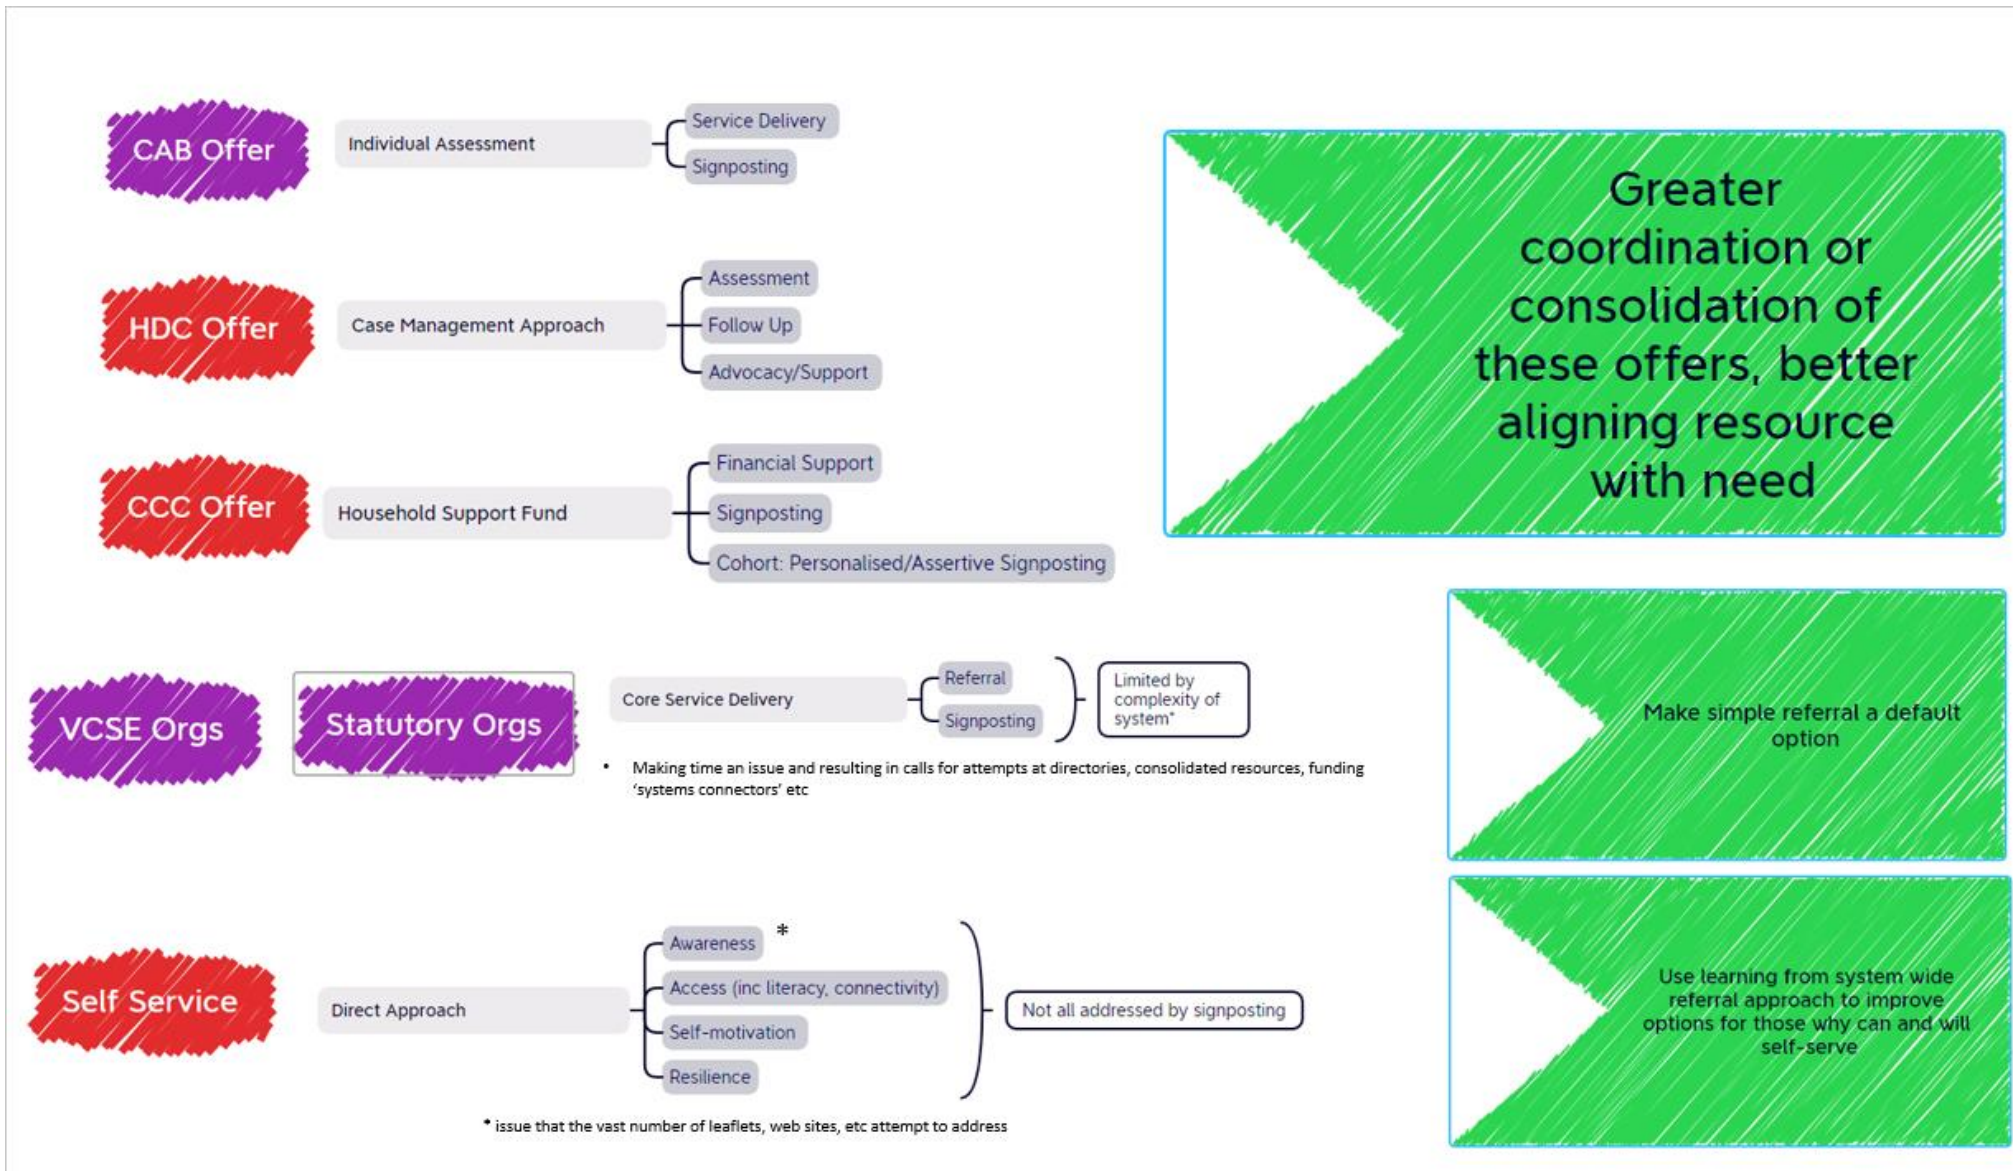 CAB Offer
Individual Assessment
Service Delivery
Signposting
HDC Offer
Case Management Approach
Assessment
Follow Up
Advocacy/Support
CCC Offer
Household Support Fund
Financial Support
Signposting
Cohort: Personalised/Assertive Signposting
Greater
coordination or
consolidation of
these offers, better
aligning resource
with need
VCSE Orgs
Statutory Orgs
Core Service Delivery
Referral
Signposting
Limited by
complexity of
system*
• Making time an issue and resulting in calls for attempts at directories, consolidated resources, funding
‘systems connectors’ etc
Make simple referral a default
option
Self Service
Direct Approach
Awareness *
Access (inc literacy, connectivity)
Self-motivation
Resilience
Not all addressed by signposting
* issue that the vast number of leaflets, web sites, etc attempt to address
Use learning from system wide
referral approach to improve
options for those why can and will
self-serve